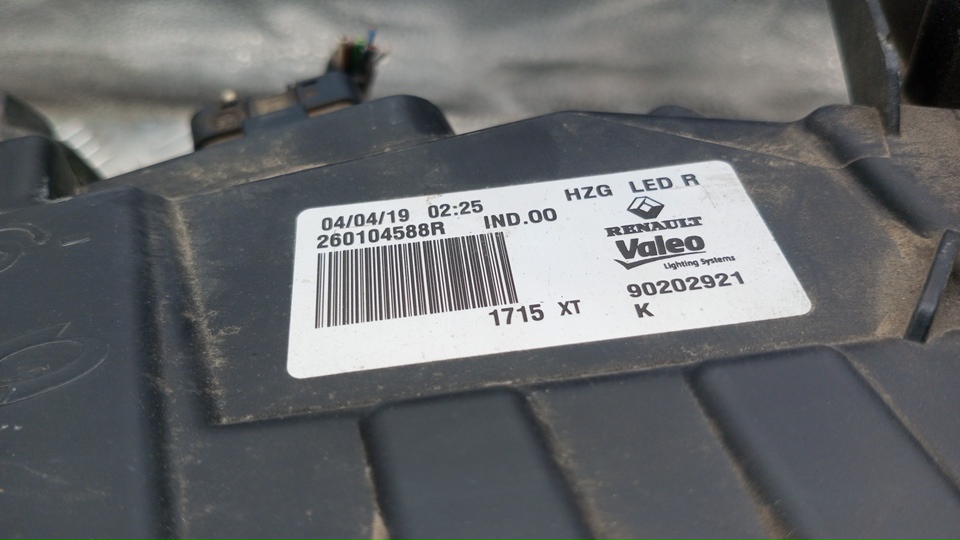 HZG LED R
04/04/19 02:25
260104588R IND.00
RENAULT
Valeo
Lighting Systems
90202921
1715 XT K